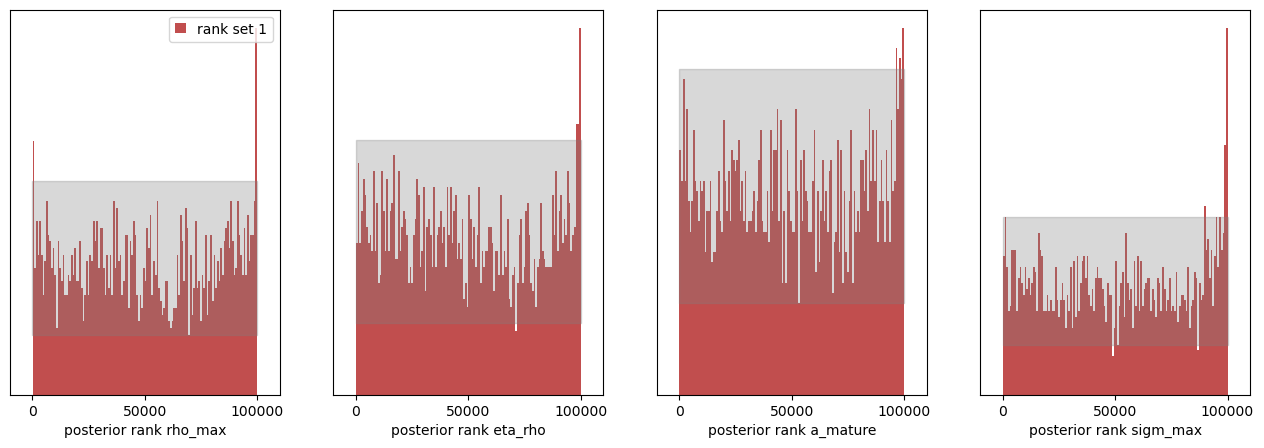 rank set 1
0 50000 100000
posterior rank rho_max
0 50000 100000
posterior rank eta_rho
0 50000 100000
posterior rank a_mature
0 50000 100000
posterior rank sigm_max